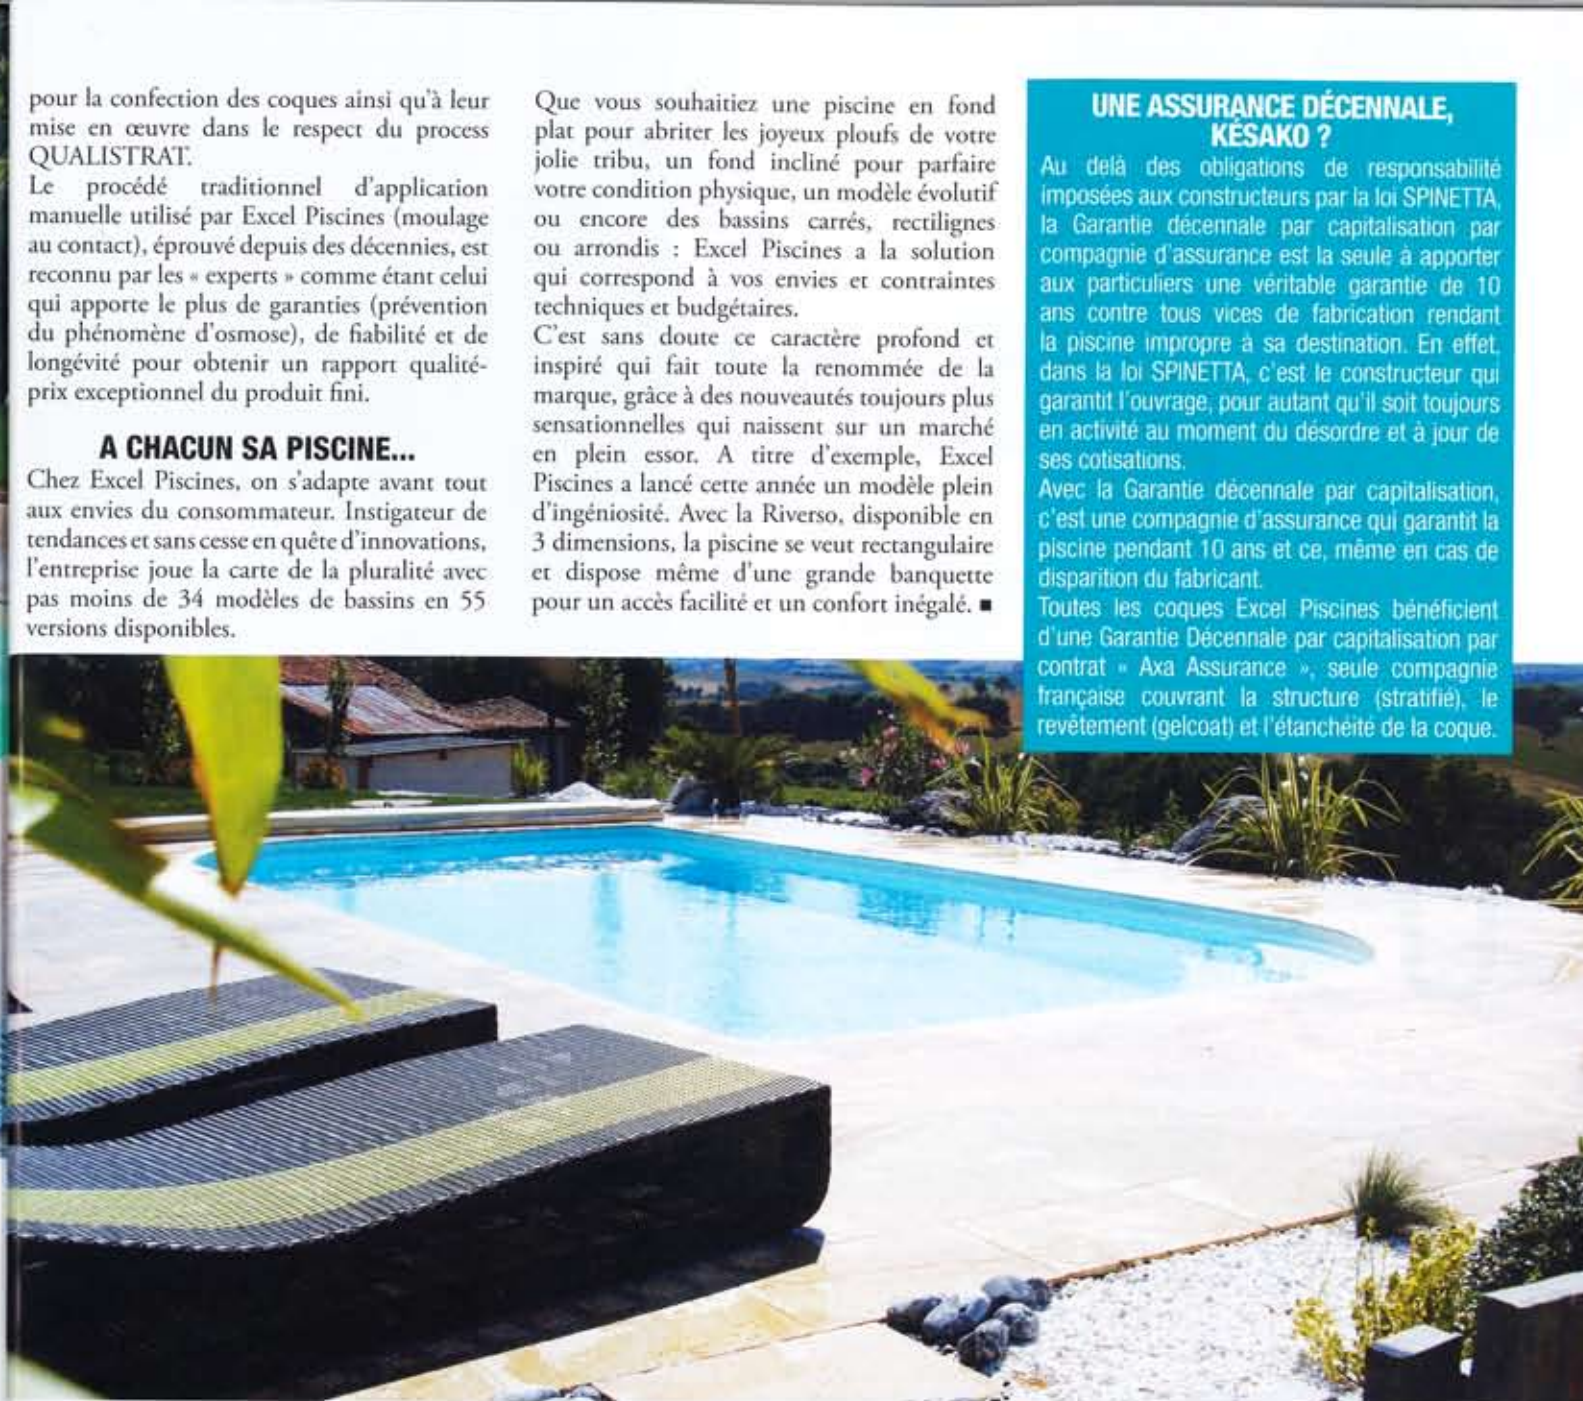 pour la confection des coques ainsi qu'à leur
mise en œuvre dans le respect du process
QUALISTRAT.
Le procédé traditionnel d'application
manuelle utilisé par Excel Piscines (moulage
au contact), éprouvé depuis des décennies, est
reconnu par les « experts » comme étant celui
qui apporte le plus de garanties (prévention
du phénomène d'osmose), de fiabilité et de
longévité pour obtenir un rapport qualité-
prix exceptionnel du produit fini.
A CHACUN SA PISCINE...
Chez Excel Piscines, on s'adapte avant tout
aux envies du consommateur. Instigateur de
tendances et sans cesse en quête d'innovations,
l'entreprise joue la carte de la pluralité avec
pas moins de 34 modèles de bassins en 55
versions disponibles.
Que vous souhaitiez une piscine en fond
plat pour abriter les joyeux ploufs de votre
jolie tribu, un fond incliné pour parfaire
votre condition physique, un modèle évolutif
ou encore des bassins carrés, rectilignes
ou arrondis : Excel Piscines a la solution
qui correspond à vos envies et contraintes
techniques et budgétaires.
C'est sans doute ce caractère profond et
inspiré qui fait toute la renommée de la
marque, grâce à des nouveautés toujours plus
sensationnelles qui naissent sur un marché
en plein essor. A titre d'exemple, Excel
Piscines a lancé cette année un modèle plein
d'ingéniosité. Avec la Riverso, disponible en
3 dimensions, la piscine se veut rectangulaire
et dispose même d'une grande banquette
pour un accès facilité et un confort inégalé. ■
UNE ASSURANCE DÉCENNALE,
KÉSAKO ?
Au delà des obligations de responsabilité
imposées aux constructeurs par la loi SPINETTA,
la Garantie décennale par capitalisation par
compagnie d'assurance est la seule à apporter
aux particuliers une véritable garantie de 10
ans contre tous vices de fabrication rendant
la piscine impropre à sa destination. En effet,
dans la loi SPINETTA, c'est le constructeur qui
garantit l'ouvrage, pour autant qu'il soit toujours
en activité au moment du désordre et à jour de
ses cotisations.
Avec la Garantie décennale par capitalisation,
c'est une compagnie d'assurance qui garantit la
piscine pendant 10 ans et ce, même en cas de
disparition du fabricant.
Toutes les coques Excel Piscines bénéficient
d'une Garantie Décennale par capitalisation par
contrat « Axa Assurance », seule compagnie
française couvrant la structure (stratifié), le
revêtement (gelcoat) et l'étanchéité de la coque.